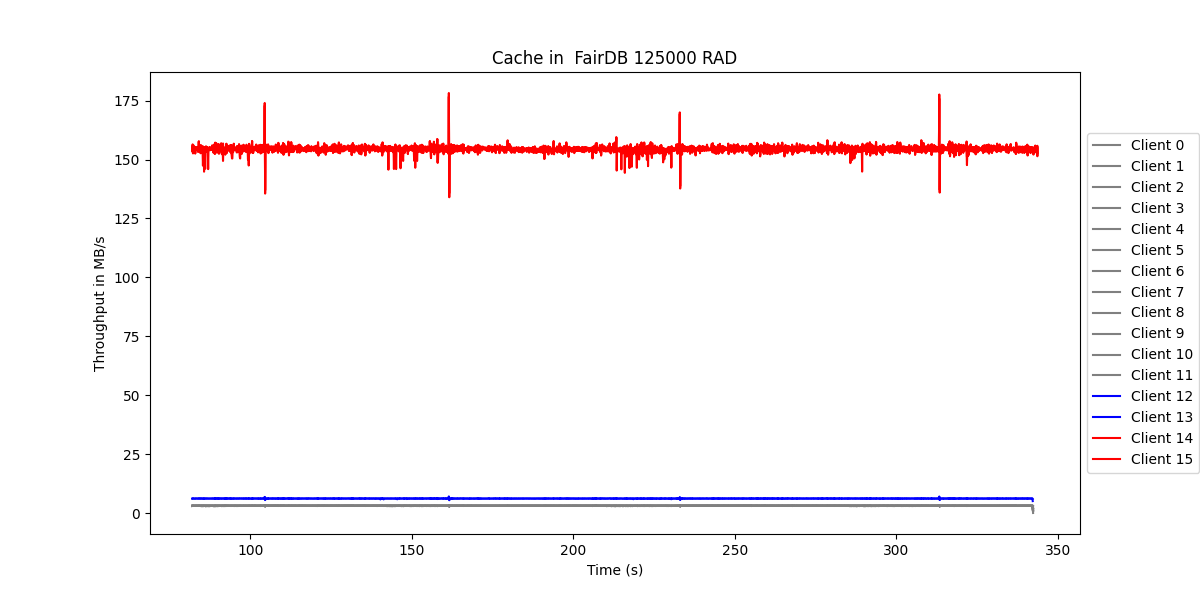 Cache in  FairDB 125000 RAD
Throughput in MB/s
175
150
125
100
75
50
25
0
100
150
200
250
300
350
Time (s)
Client 0
Client 1
Client 2
Client 3
Client 4
Client 5
Client 6
Client 7
Client 8
Client 9
Client 10
Client 11
Client 12
Client 13
Client 14
Client 15